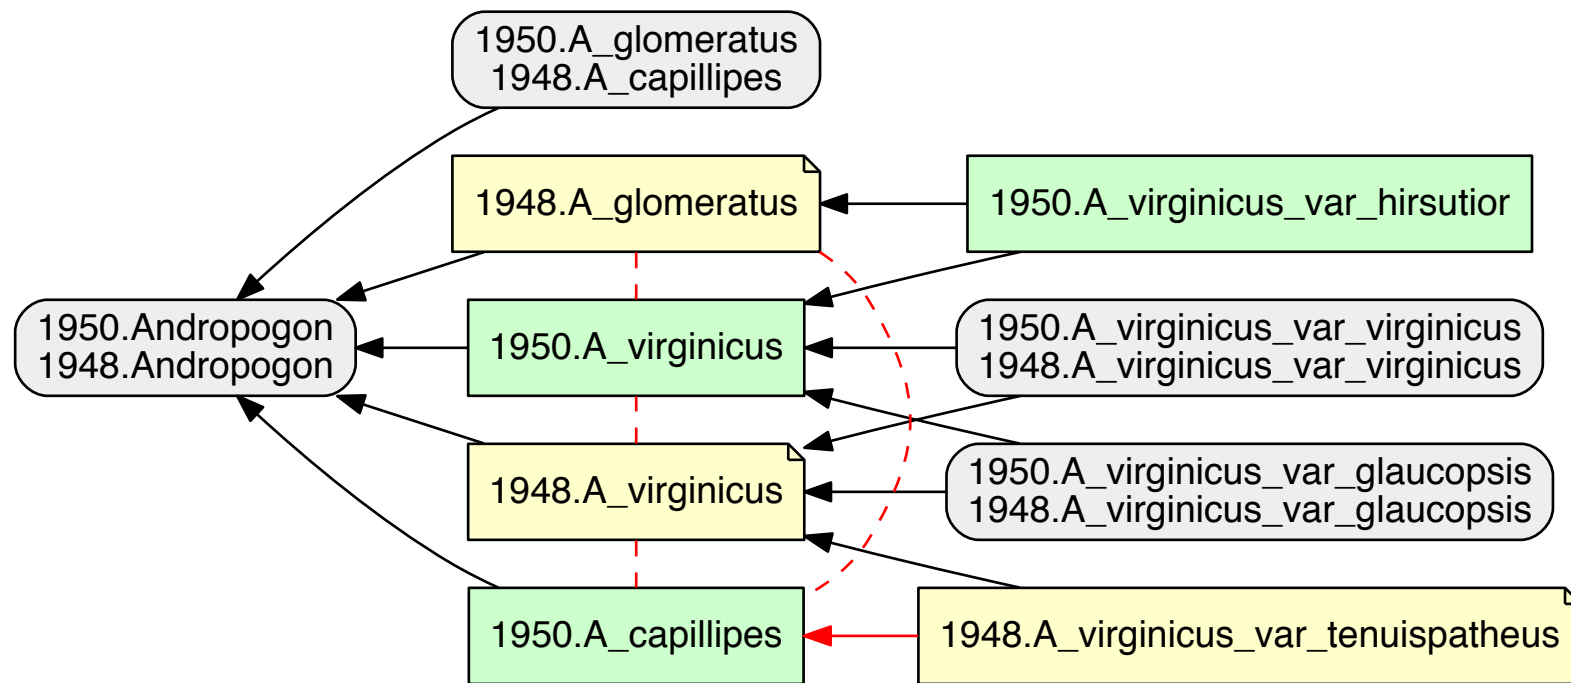 1950.A_glomeratus
1948.A_capillipes
1948.A_glomeratus
1950.A_virginicus_var_hirsutior
1950.Andropogon
1948.Andropogon
1950.A_virginicus
1950.A_virginicus_var_virginicus
1948.A_virginicus_var_virginicus
1948.A_virginicus
1950.A_virginicus_var_glaucopsis
1948.A_virginicus_var_glaucopsis
1950.A_capillipes
1948.A_virginicus_var_tenuispatheus